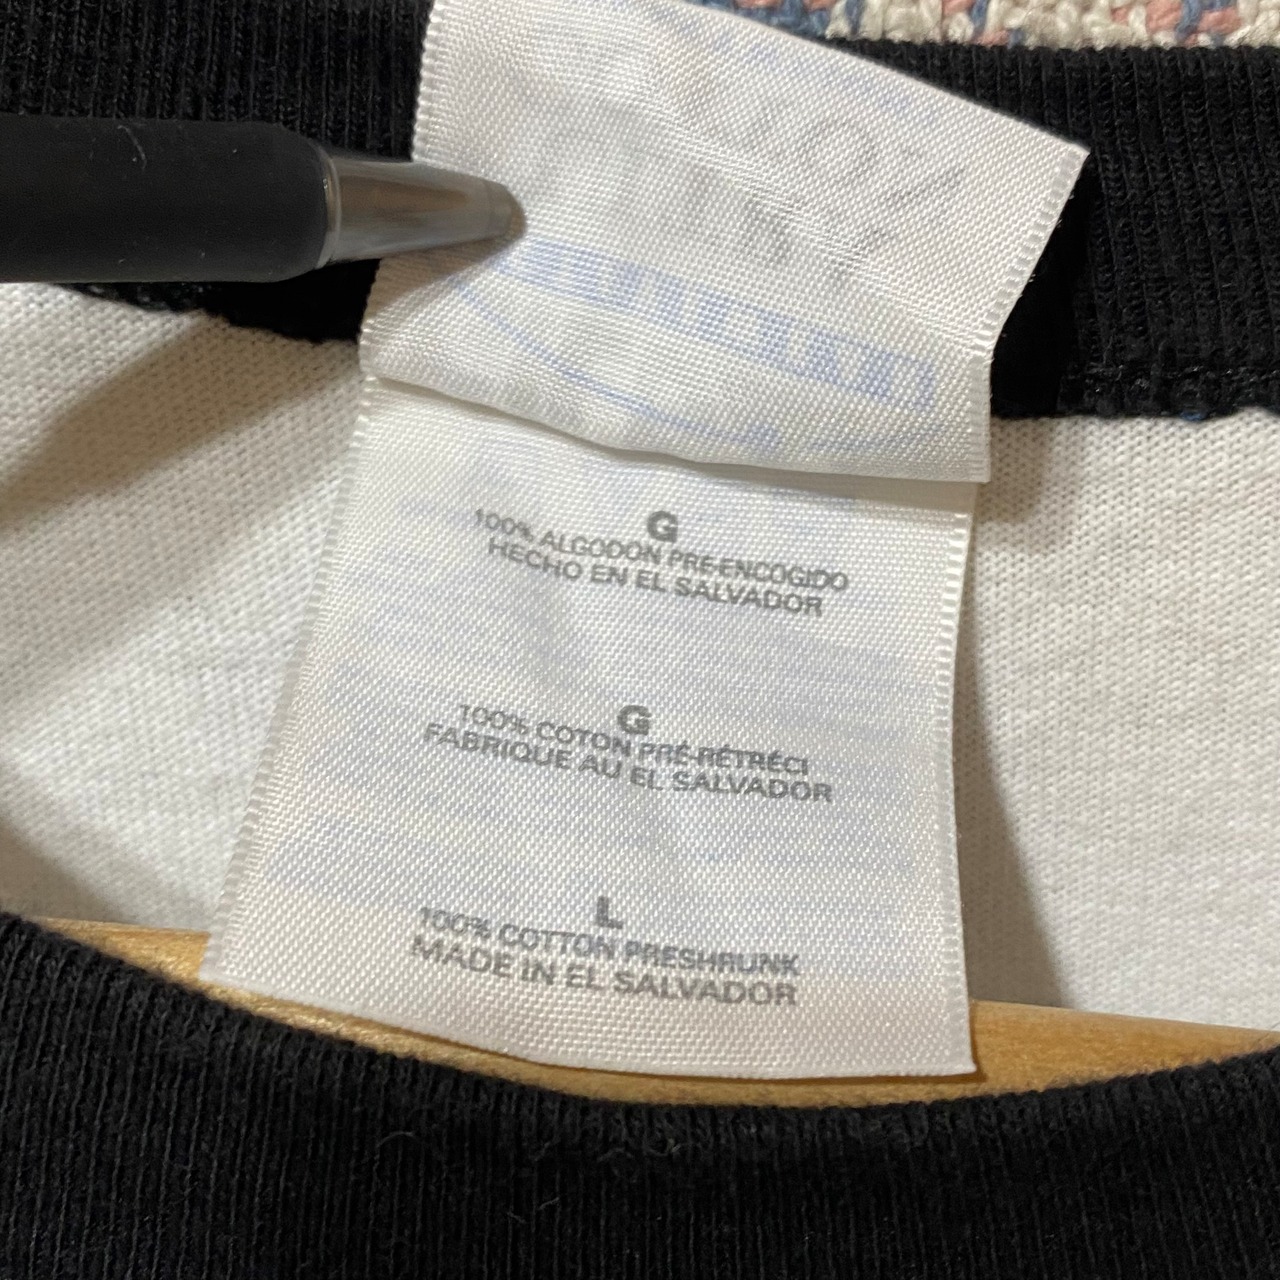 G
100% ALGODON PRE-ENCOGIDO
HECHO EN EL SALVADOR
G
100% COTON PRÉ-RÉTRÉCI
FABRIQUE AU EL SALVADOR
L
100% COTTON PRESHRUNK
MADE IN EL SALVADOR